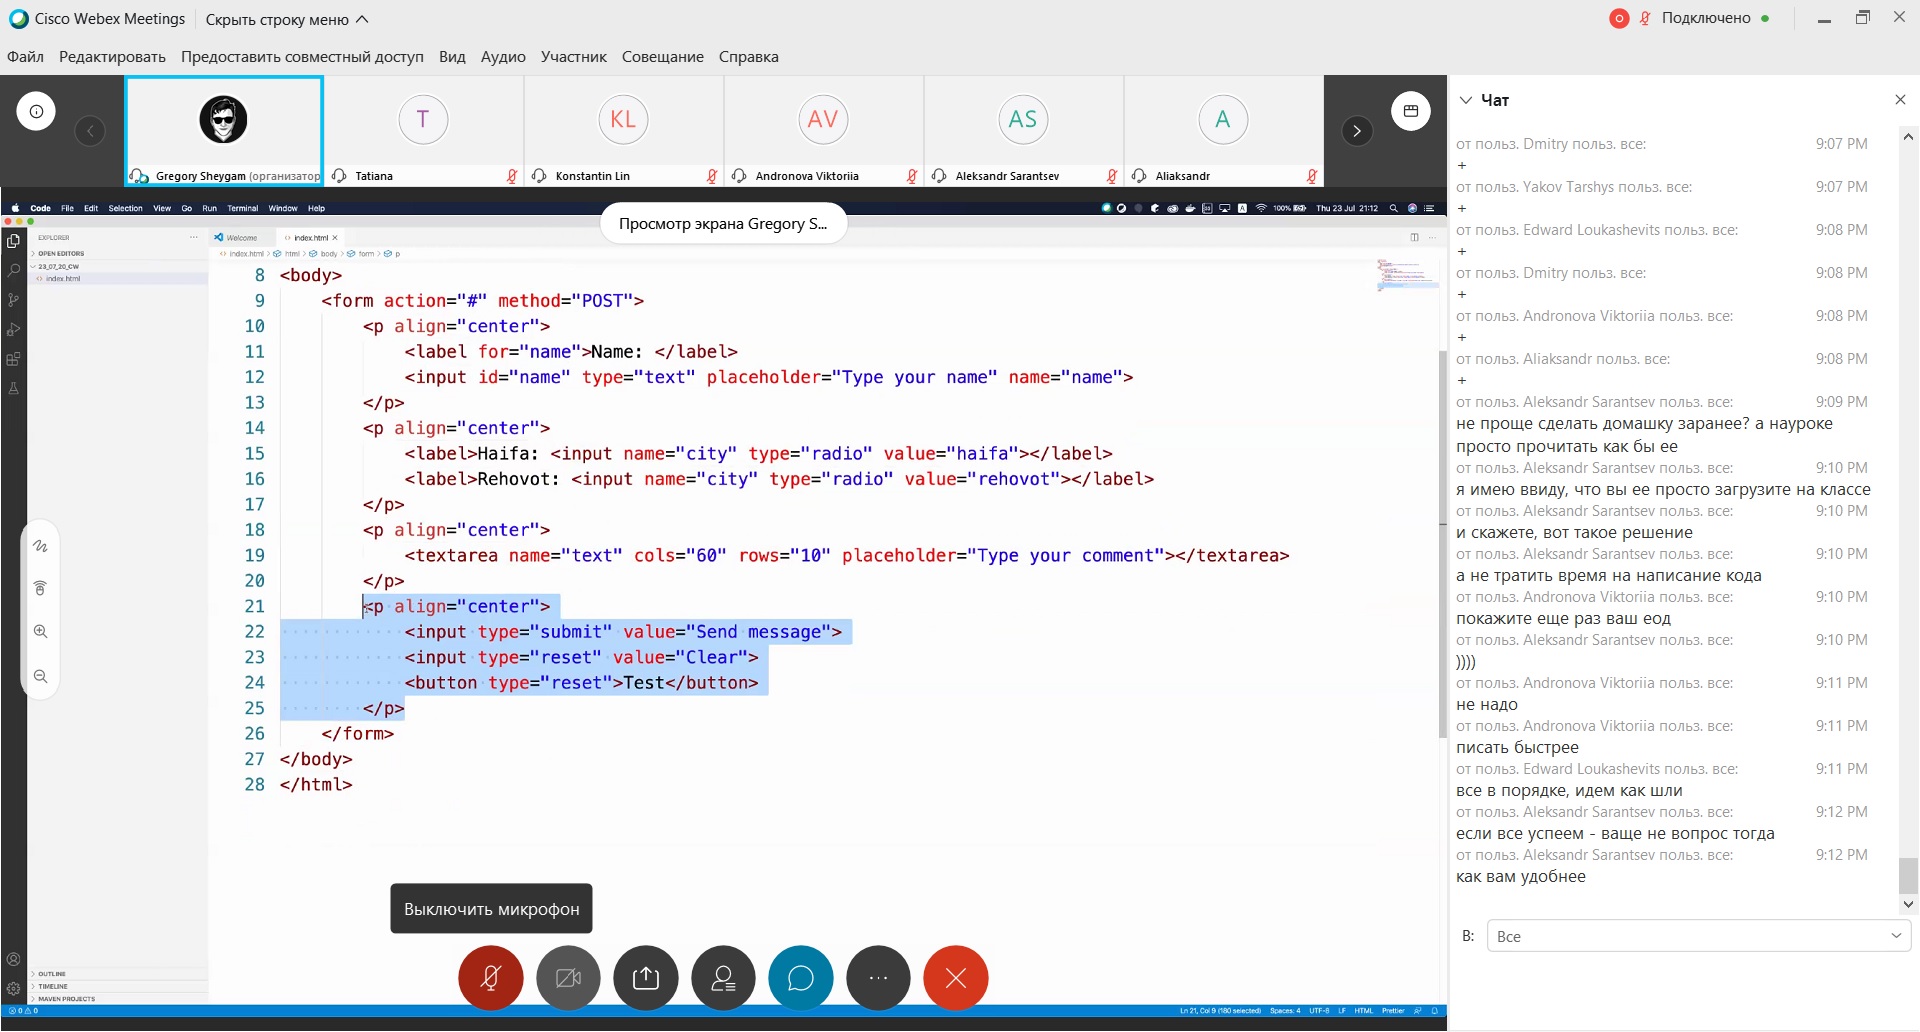 Cisco Webex Meetings
Скрыть строку меню
Подключено
Файл Редактировать Предоставить совместный доступ Вид Аудио Участник Совещание Справка
T KL AV AS A
Gregory Sheygam (организатор Tatiana Konstantin Lin Andronova Viktoriia Aleksandr Sarantsev Aliaksandr
Code File Edit Selection View Go Run Terminal Window Help
100% Thu 23 Jul 21:12
Просмотр экрана Gregory S...
EXPLORER
Welcome
index.html
OPEN EDITORS
23_07_20_CW
index.html
index.html > html > body > form > p
8 <body>
9 <form action="#" method="POST">
10 <p align="center">
11 <label for="name">Name: </label>
12 <input id="name" type="text" placeholder="Type your name" name="name">
13 </p>
14 <p align="center">
15 <label>Haifa: <input name="city" type="radio" value="haifa"></label>
16 <label>Rehovot: <input name="city" type="radio" value="rehovot"></label>
17 </p>
18 <p align="center">
19 <textarea name="text" cols="60" rows="10" placeholder="Type your comment"></textarea>
20 </p>
21 <p align="center">
22 <input type="submit" value="Send message">
23 <input type="reset" value="Clear">
24 <button type="reset">Test</button>
25 </p>
26 </form>
27 </body>
28 </html>
Выключить микрофон
OUTLINE
TIMELINE
MAVEN PROJECTS
0 0
Ln 21, Col 9 (180 selected) Spaces: 4 UTF-8 LF HTML Prettier
Чат
от польз. Dmitry польз. все: 9:07 PM
+
от польз. Yakov Tarshys польз. все: 9:07 PM
+
от польз. Edward Loukashevits польз. все: 9:08 PM
+
от польз. Dmitry польз. все: 9:08 PM
+
от польз. Andronova Viktoriia польз. все: 9:08 PM
+
от польз. Aliaksandr польз. все: 9:08 PM
+
от польз. Aleksandr Sarantsev польз. все: 9:09 PM
не проще сделать домашку заранее? а науроке
просто прочитать как бы ее
от польз. Aleksandr Sarantsev польз. все: 9:10 PM
я имею ввиду, что вы ее просто загрузите на классе
от польз. Aleksandr Sarantsev польз. все: 9:10 PM
и скажете, вот такое решение
от польз. Aleksandr Sarantsev польз. все: 9:10 PM
а не тратить время на написание кода
от польз. Andronova Viktoriia польз. все: 9:10 PM
покажите еще раз ваш еод
от польз. Aleksandr Sarantsev польз. все: 9:10 PM
))))
от польз. Andronova Viktoriia польз. все: 9:11 PM
не надо
от польз. Andronova Viktoriia польз. все: 9:11 PM
писать быстрее
от польз. Edward Loukashevits польз. все: 9:11 PM
все в порядке, идем как шли
от польз. Aleksandr Sarantsev польз. все: 9:12 PM
если все успеем - ваще не вопрос тогда
от польз. Aleksandr Sarantsev польз. все: 9:12 PM
как вам удобнее
В: Все